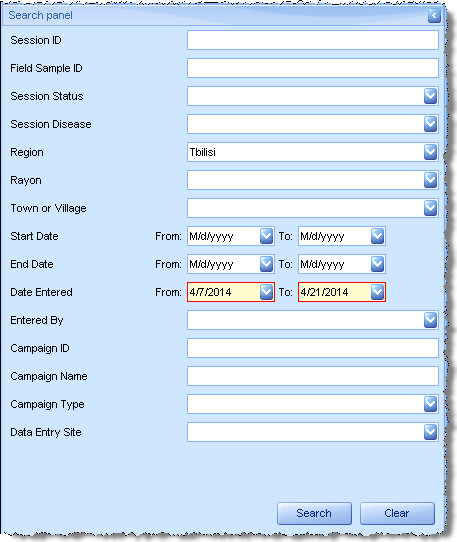 Search panel
Session ID
Field Sample ID
Session Status
Session Disease
Region Tbilisi
Rayon
Town or Village
Start Date From: M/d/yyyy To: M/d/yyyy
End Date From: M/d/yyyy To: M/d/yyyy
Date Entered From: 4/7/2014 To: 4/21/2014
Entered By
Campaign ID
Campaign Name
Campaign Type
Data Entry Site
Search Clear